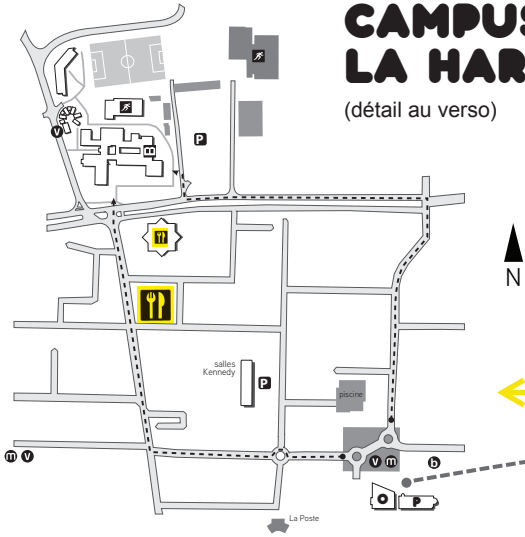 CAMPUS
LA HAR
(détail au verso)
V
P
N
salles
Kennedy
P
piscine
m v
v m
b
P
La Poste